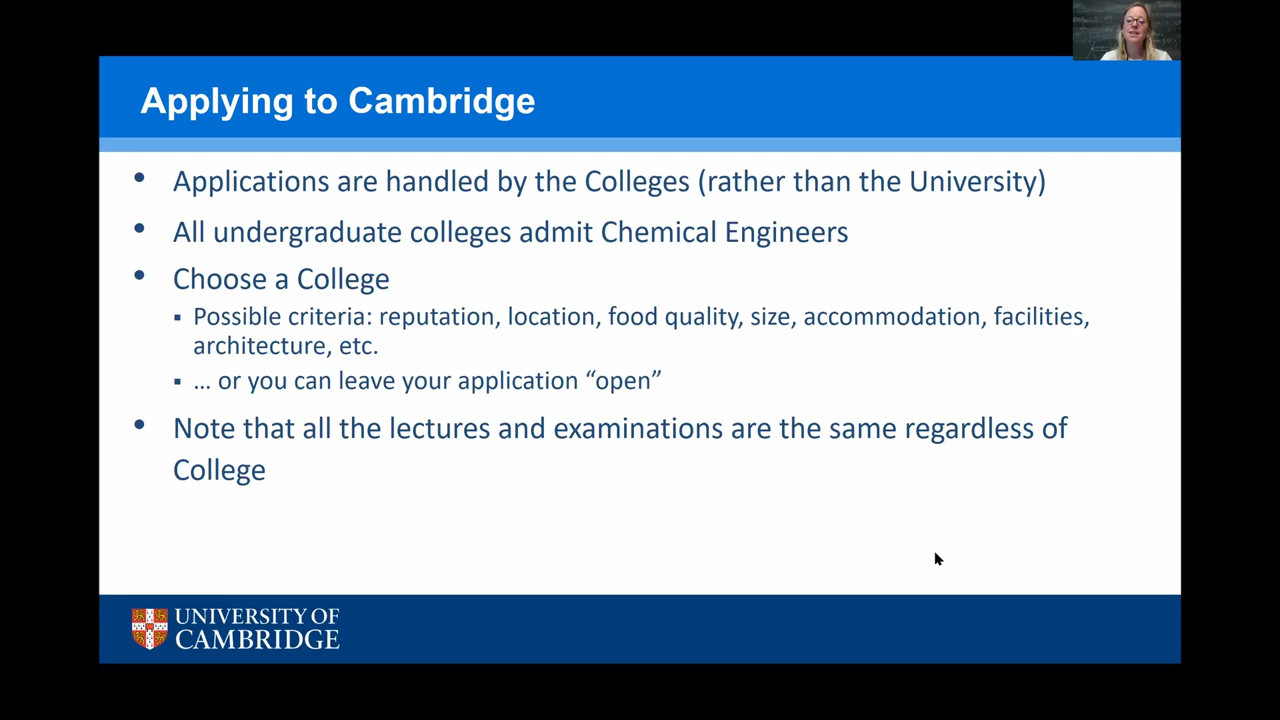 Applying to Cambridge
• Applications are handled by the Colleges (rather than the University)
• All undergraduate colleges admit Chemical Engineers
• Choose a College
▪ Possible criteria: reputation, location, food quality, size, accommodation, facilities,
architecture, etc.
▪ … or you can leave your application “open”
• Note that all the lectures and examinations are the same regardless of
College
UNIVERSITY OF
CAMBRIDGE